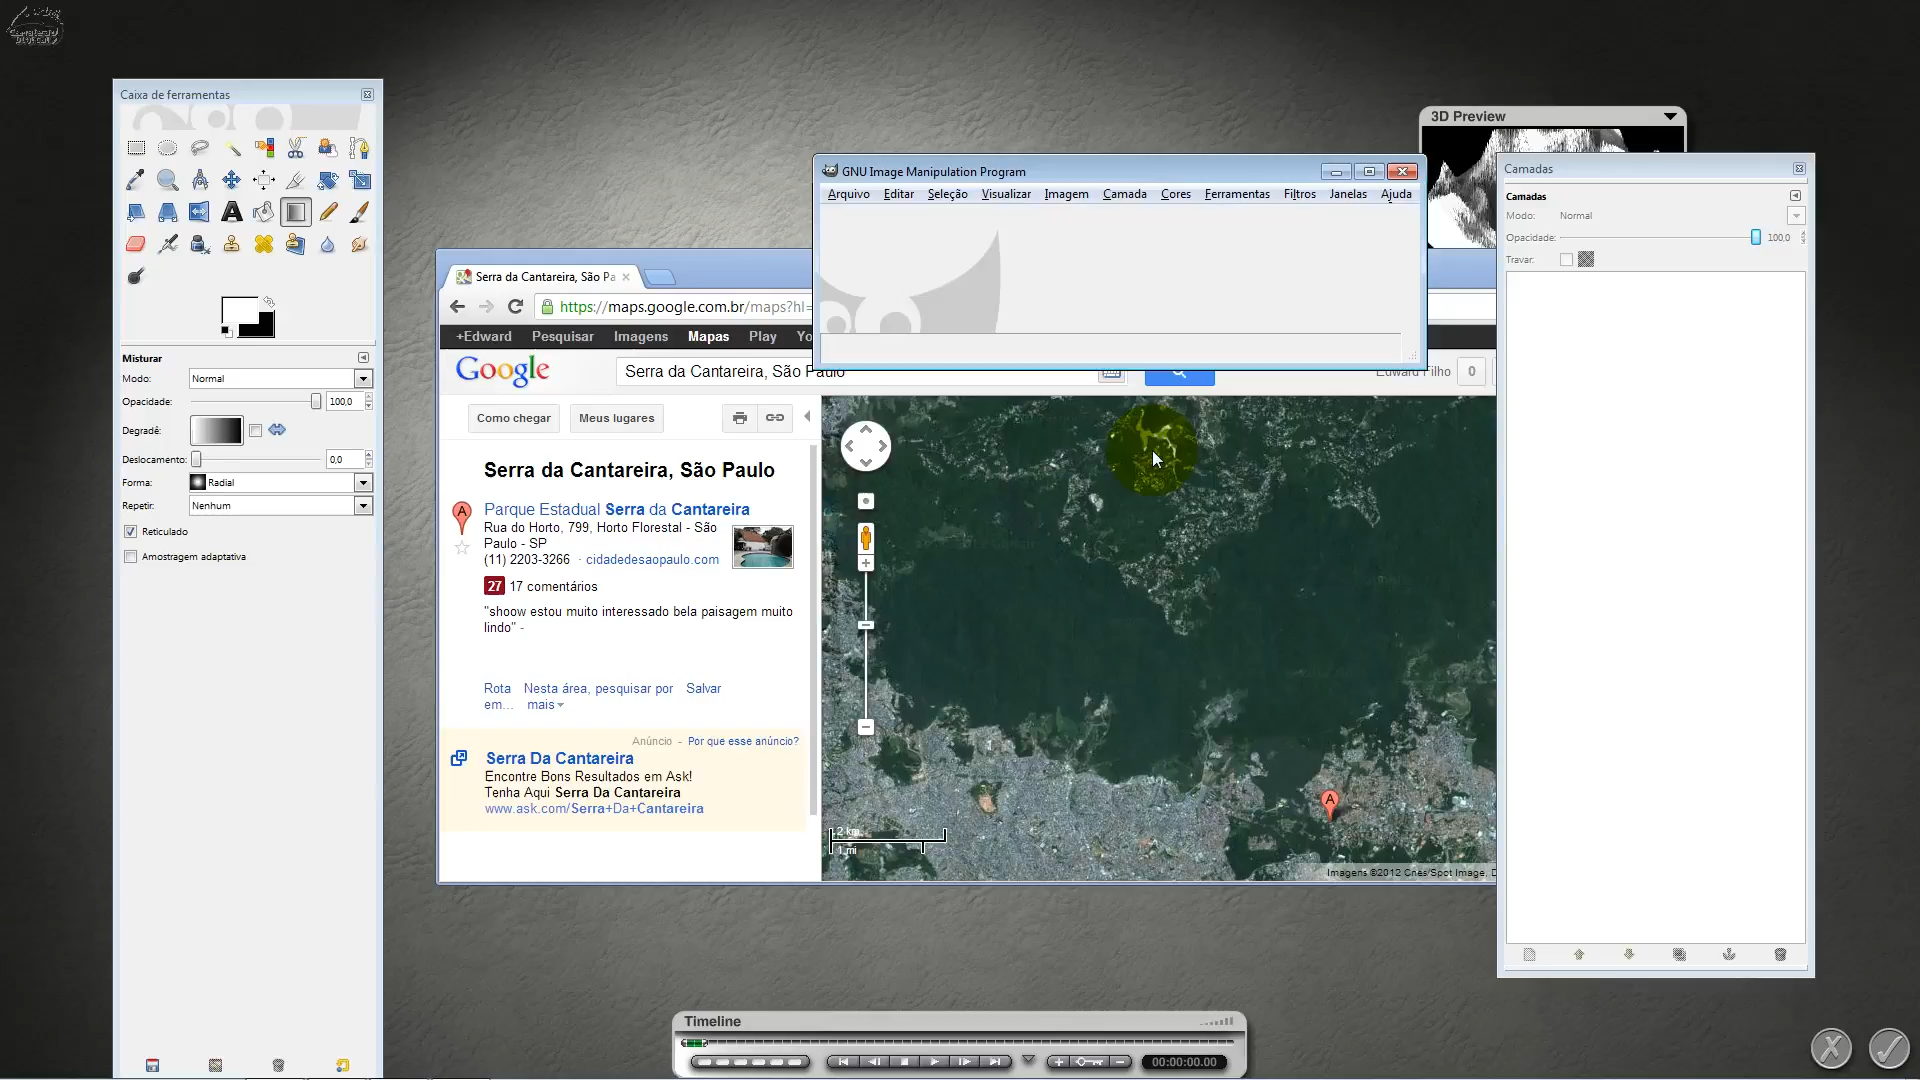 Caixa de ferramentas
Misturar
Modo: Normal
Opacidade: 100,0
Degradê:
Deslocamento: 0,0
Forma: Radial
Repetir: Nenhum
Reticulado
Amostragem adaptativa
Serra da Cantareira, São Pa
https://maps.google.com.br/maps?hl=
+Edward Pesquisar Imagens Mapas Play Yo
Google
Serra da Cantareira, São Paulo
Edward Filho 0
Como chegar Meus lugares
Serra da Cantareira, São Paulo
A
Parque Estadual Serra da Cantareira
Rua do Horto, 799, Horto Florestal - São
Paulo - SP
(11) 2203-3266 · cidadedesaopaulo.com
27 17 comentários
"shoow estou muito interessado bela paisagem muito
lindo" -
Rota Nesta área, pesquisar por Salvar
em... mais
Anúncio - Por que esse anúncio?
Serra Da Cantareira
Encontre Bons Resultados em Ask!
Tenha Aqui Serra Da Cantareira
www.ask.com/Serra+Da+Cantareira
A
2 km
1 mi
Imagens ©2012 Cnes/Spot Image, D
GNU Image Manipulation Program
Arquivo Editar Seleção Visualizar Imagem Camada Cores Ferramentas Filtros Janelas Ajuda
3D Preview
Camadas
Camadas
Modo: Normal
Opacidade: 100,0
Travar:
Timeline
00:00:00.00